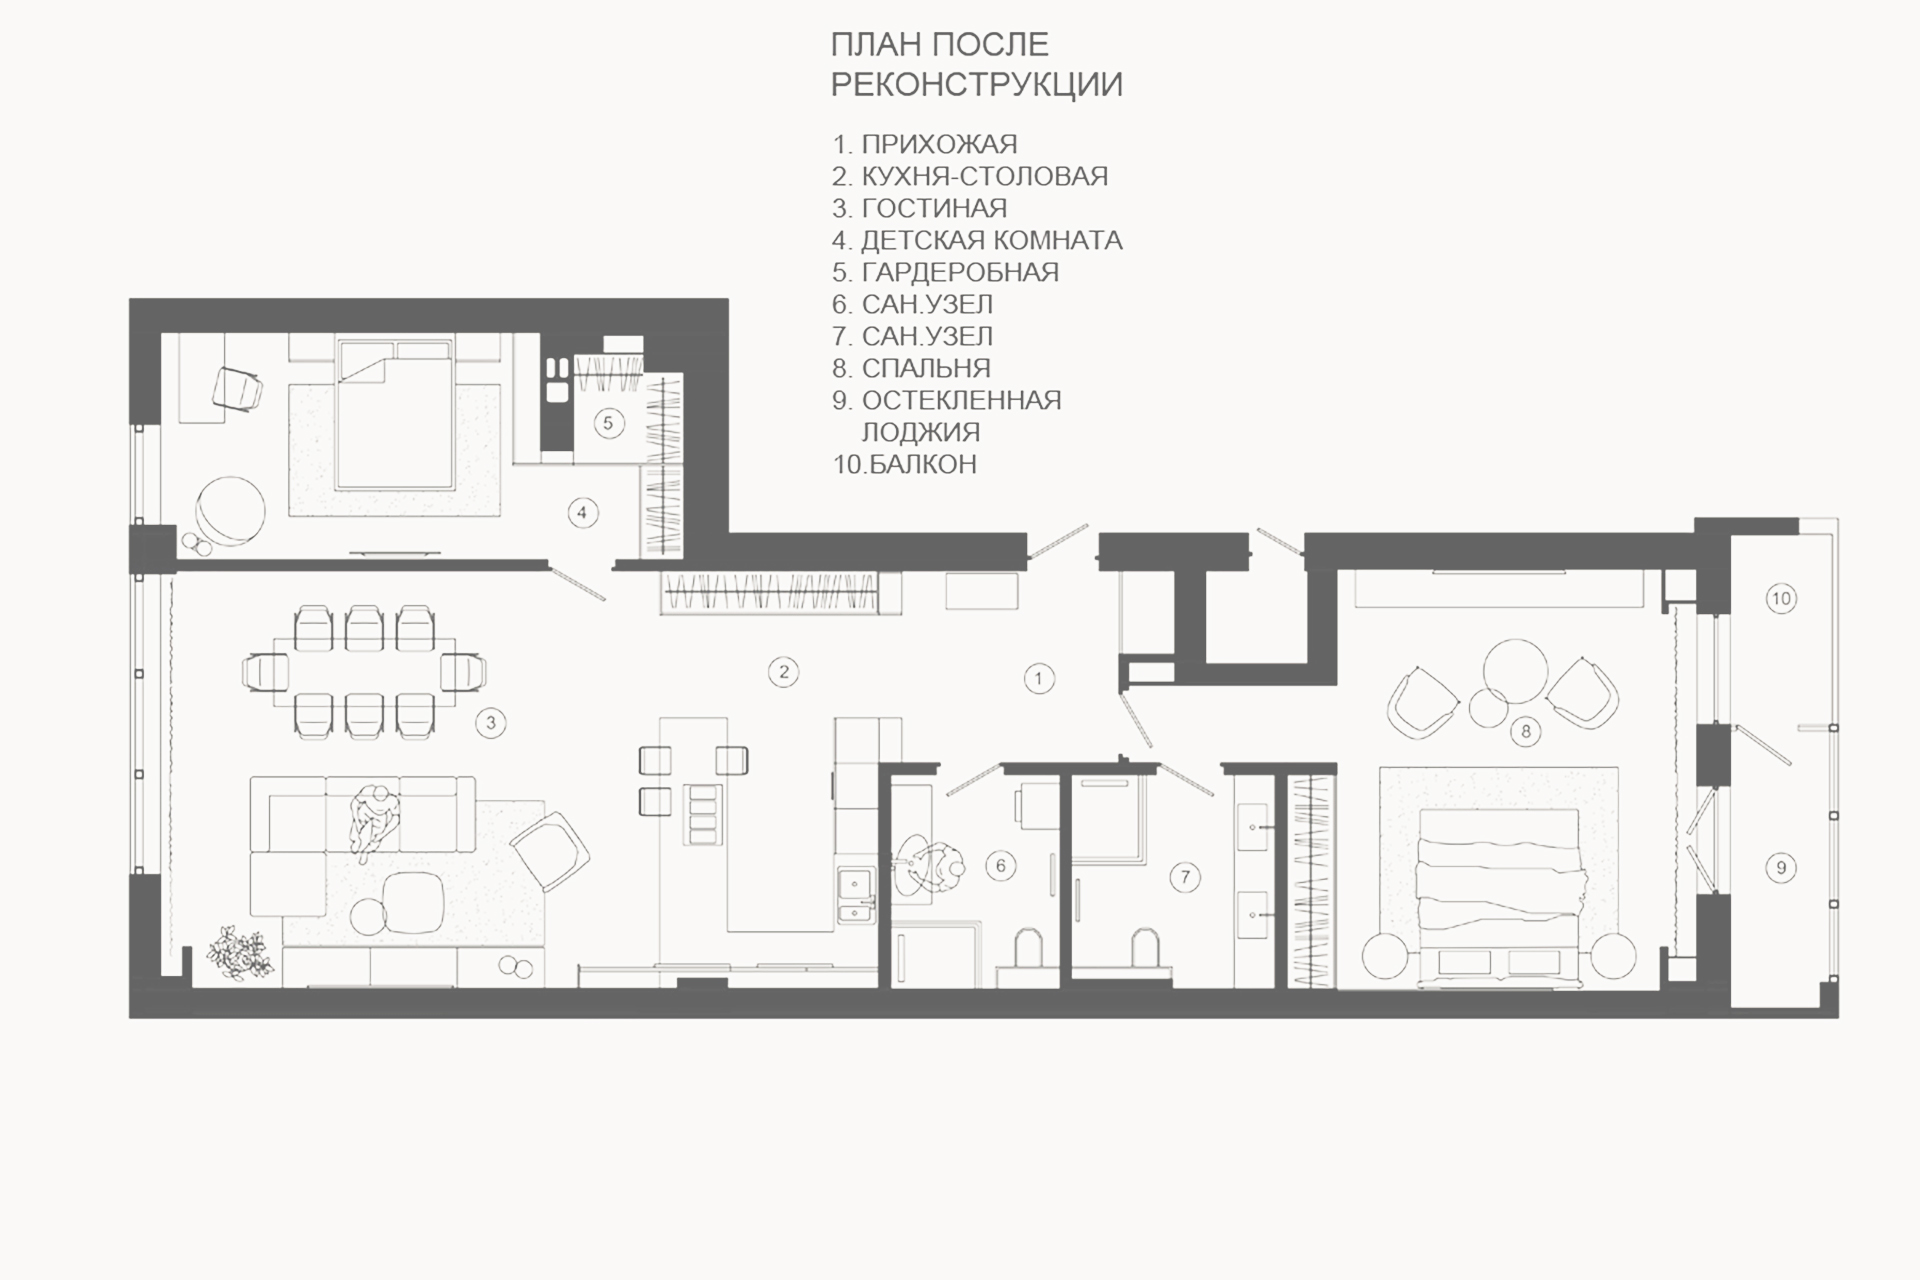 ПЛАН ПОСЛЕ
РЕКОНСТРУКЦИИ
1. ПРИХОЖАЯ
2. КУХНЯ-СТОЛОВАЯ
3. ГОСТИНАЯ
4. ДЕТСКАЯ КОМНАТА
5. ГАРДЕРОБНАЯ
6. САН.УЗЕЛ
7. САН.УЗЕЛ
8. СПАЛЬНЯ
9. ОСТЕКЛЕННАЯ
ЛОДЖИЯ
10.БАЛКОН
5
4
10
2
1
3
8
6
7
9